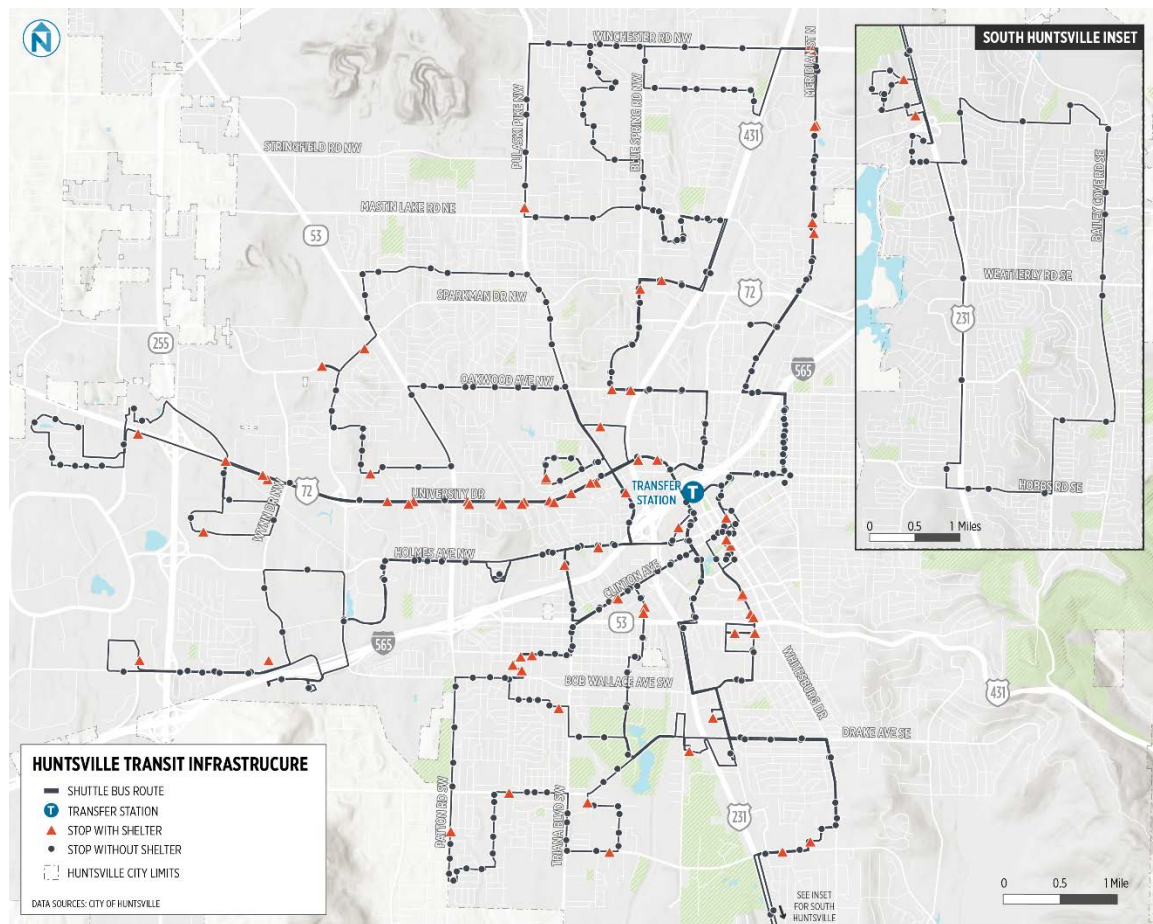 N
WINCHESTER RD NW
MERIDIAN ST N
SOUTH HUNTSVILLE INSET
PULASKI PIKE NW
BLUE SPRING RD NW
431
STRINGFIELD RD NW
MASTIN LAKE RD NE
53
BAILEY COVE RD SE
WEATHERLY RD SE
72
SPARKMAN DR NW
231
255
565
OAKWOOD AVE NW
TRANSFER
STATION
T
72
UNIVERSITY DR
WYNN DR NW
HOBBS RD SE
0 0.5 1 Miles
HOLMES AVE NW
CLINTON AVE
53
565
WHITESBURG DR
BOB WALLACE AVE SW
431
DRAKE AVE SE
HUNTSVILLE TRANSIT INFRASTRUCURE
SHUTTLE BUS ROUTE
T TRANSFER STATION
STOP WITH SHELTER
STOP WITHOUT SHELTER
HUNTSVILLE CITY LIMITS
DATA SOURCES: CITY OF HUNTSVILLE
PATTON RD SW
TRIANA BLVD SW
231
SEE INSET
FOR SOUTH
HUNTSVILLE
0 0.5 1 Mile